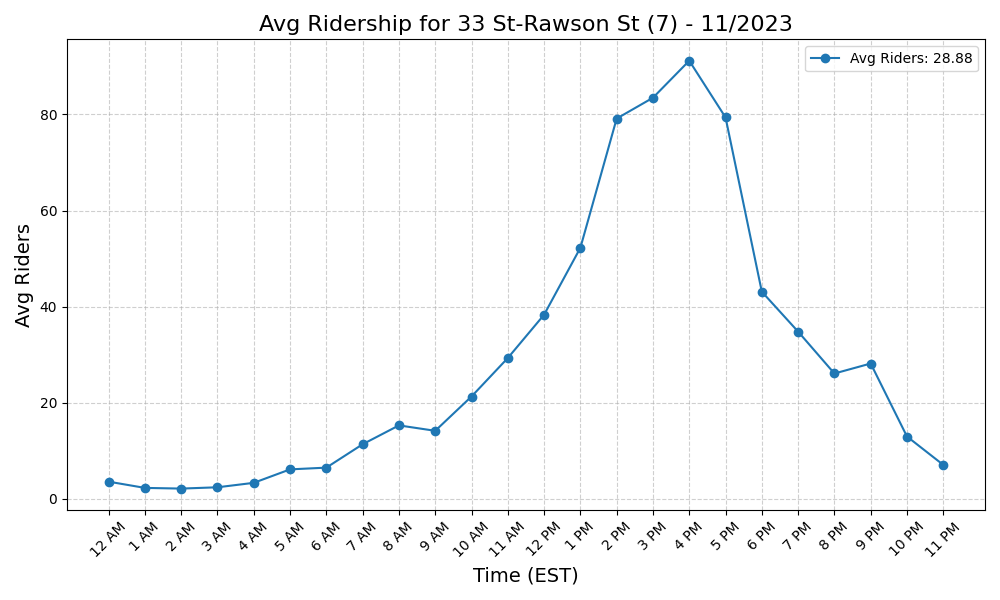 Avg Ridership for 33 St-Rawson St (7) - 11/2023
Avg Riders: 28.88
Avg Riders
80
60
40
20
0
12 AM
1 AM
2 AM
3 AM
4 AM
5 AM
6 AM
7 AM
8 AM
9 AM
10 AM
11 AM
12 PM
1 PM
2 PM
3 PM
4 PM
5 PM
6 PM
7 PM
8 PM
9 PM
10 PM
11 PM
Time (EST)